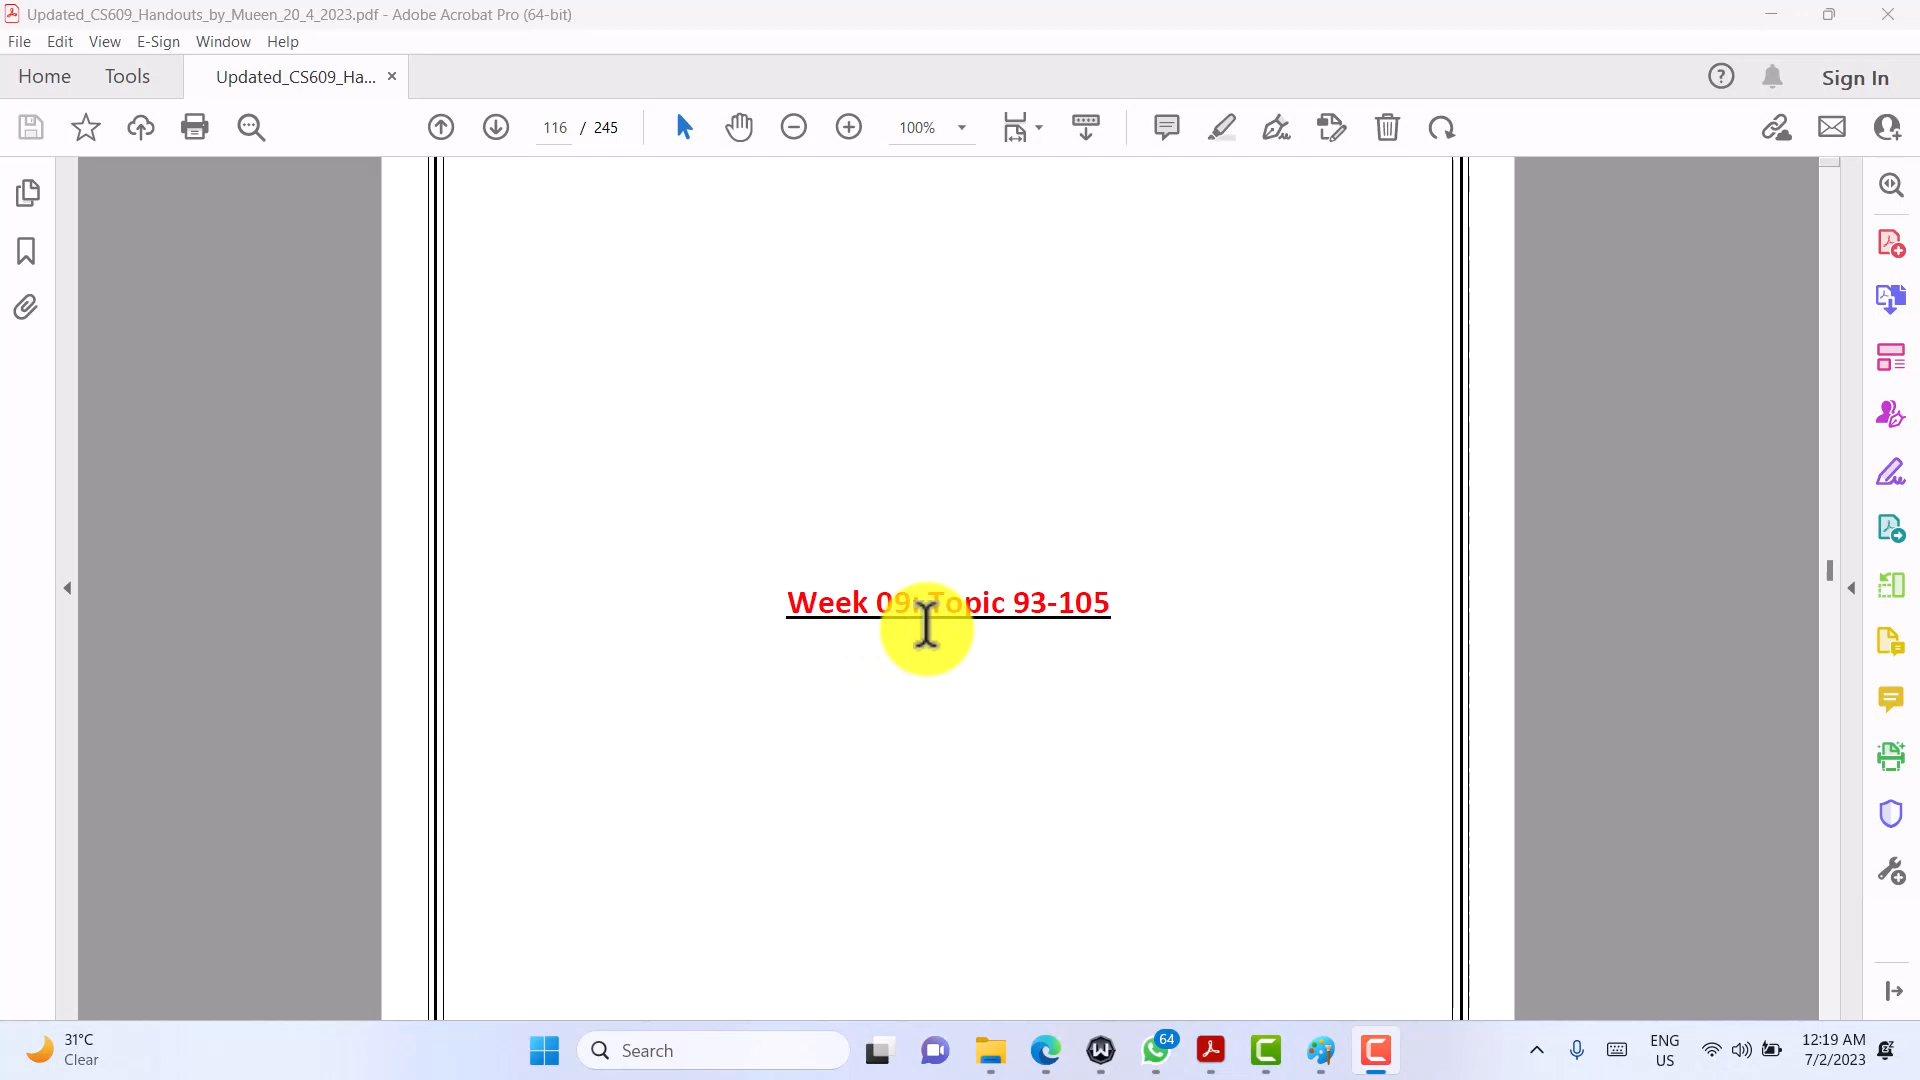 Updated_CS609_Handouts_by_Mueen_20_4_2023.pdf - Adobe Acrobat Pro (64-bit)
File Edit View E-Sign Window Help
Home Tools Updated_CS609_Ha... × Sign In
116 / 245 100%
Week 09: Topic 93-105
31°C
Clear
Search
64
ENG
US
12:19 AM
7/2/2023